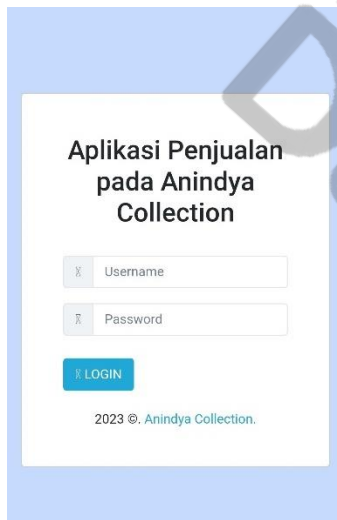 Aplikasi Penjualan
pada Anindya
Collection
Username
Password
LOGIN
2023 ©. Anindya Collection.